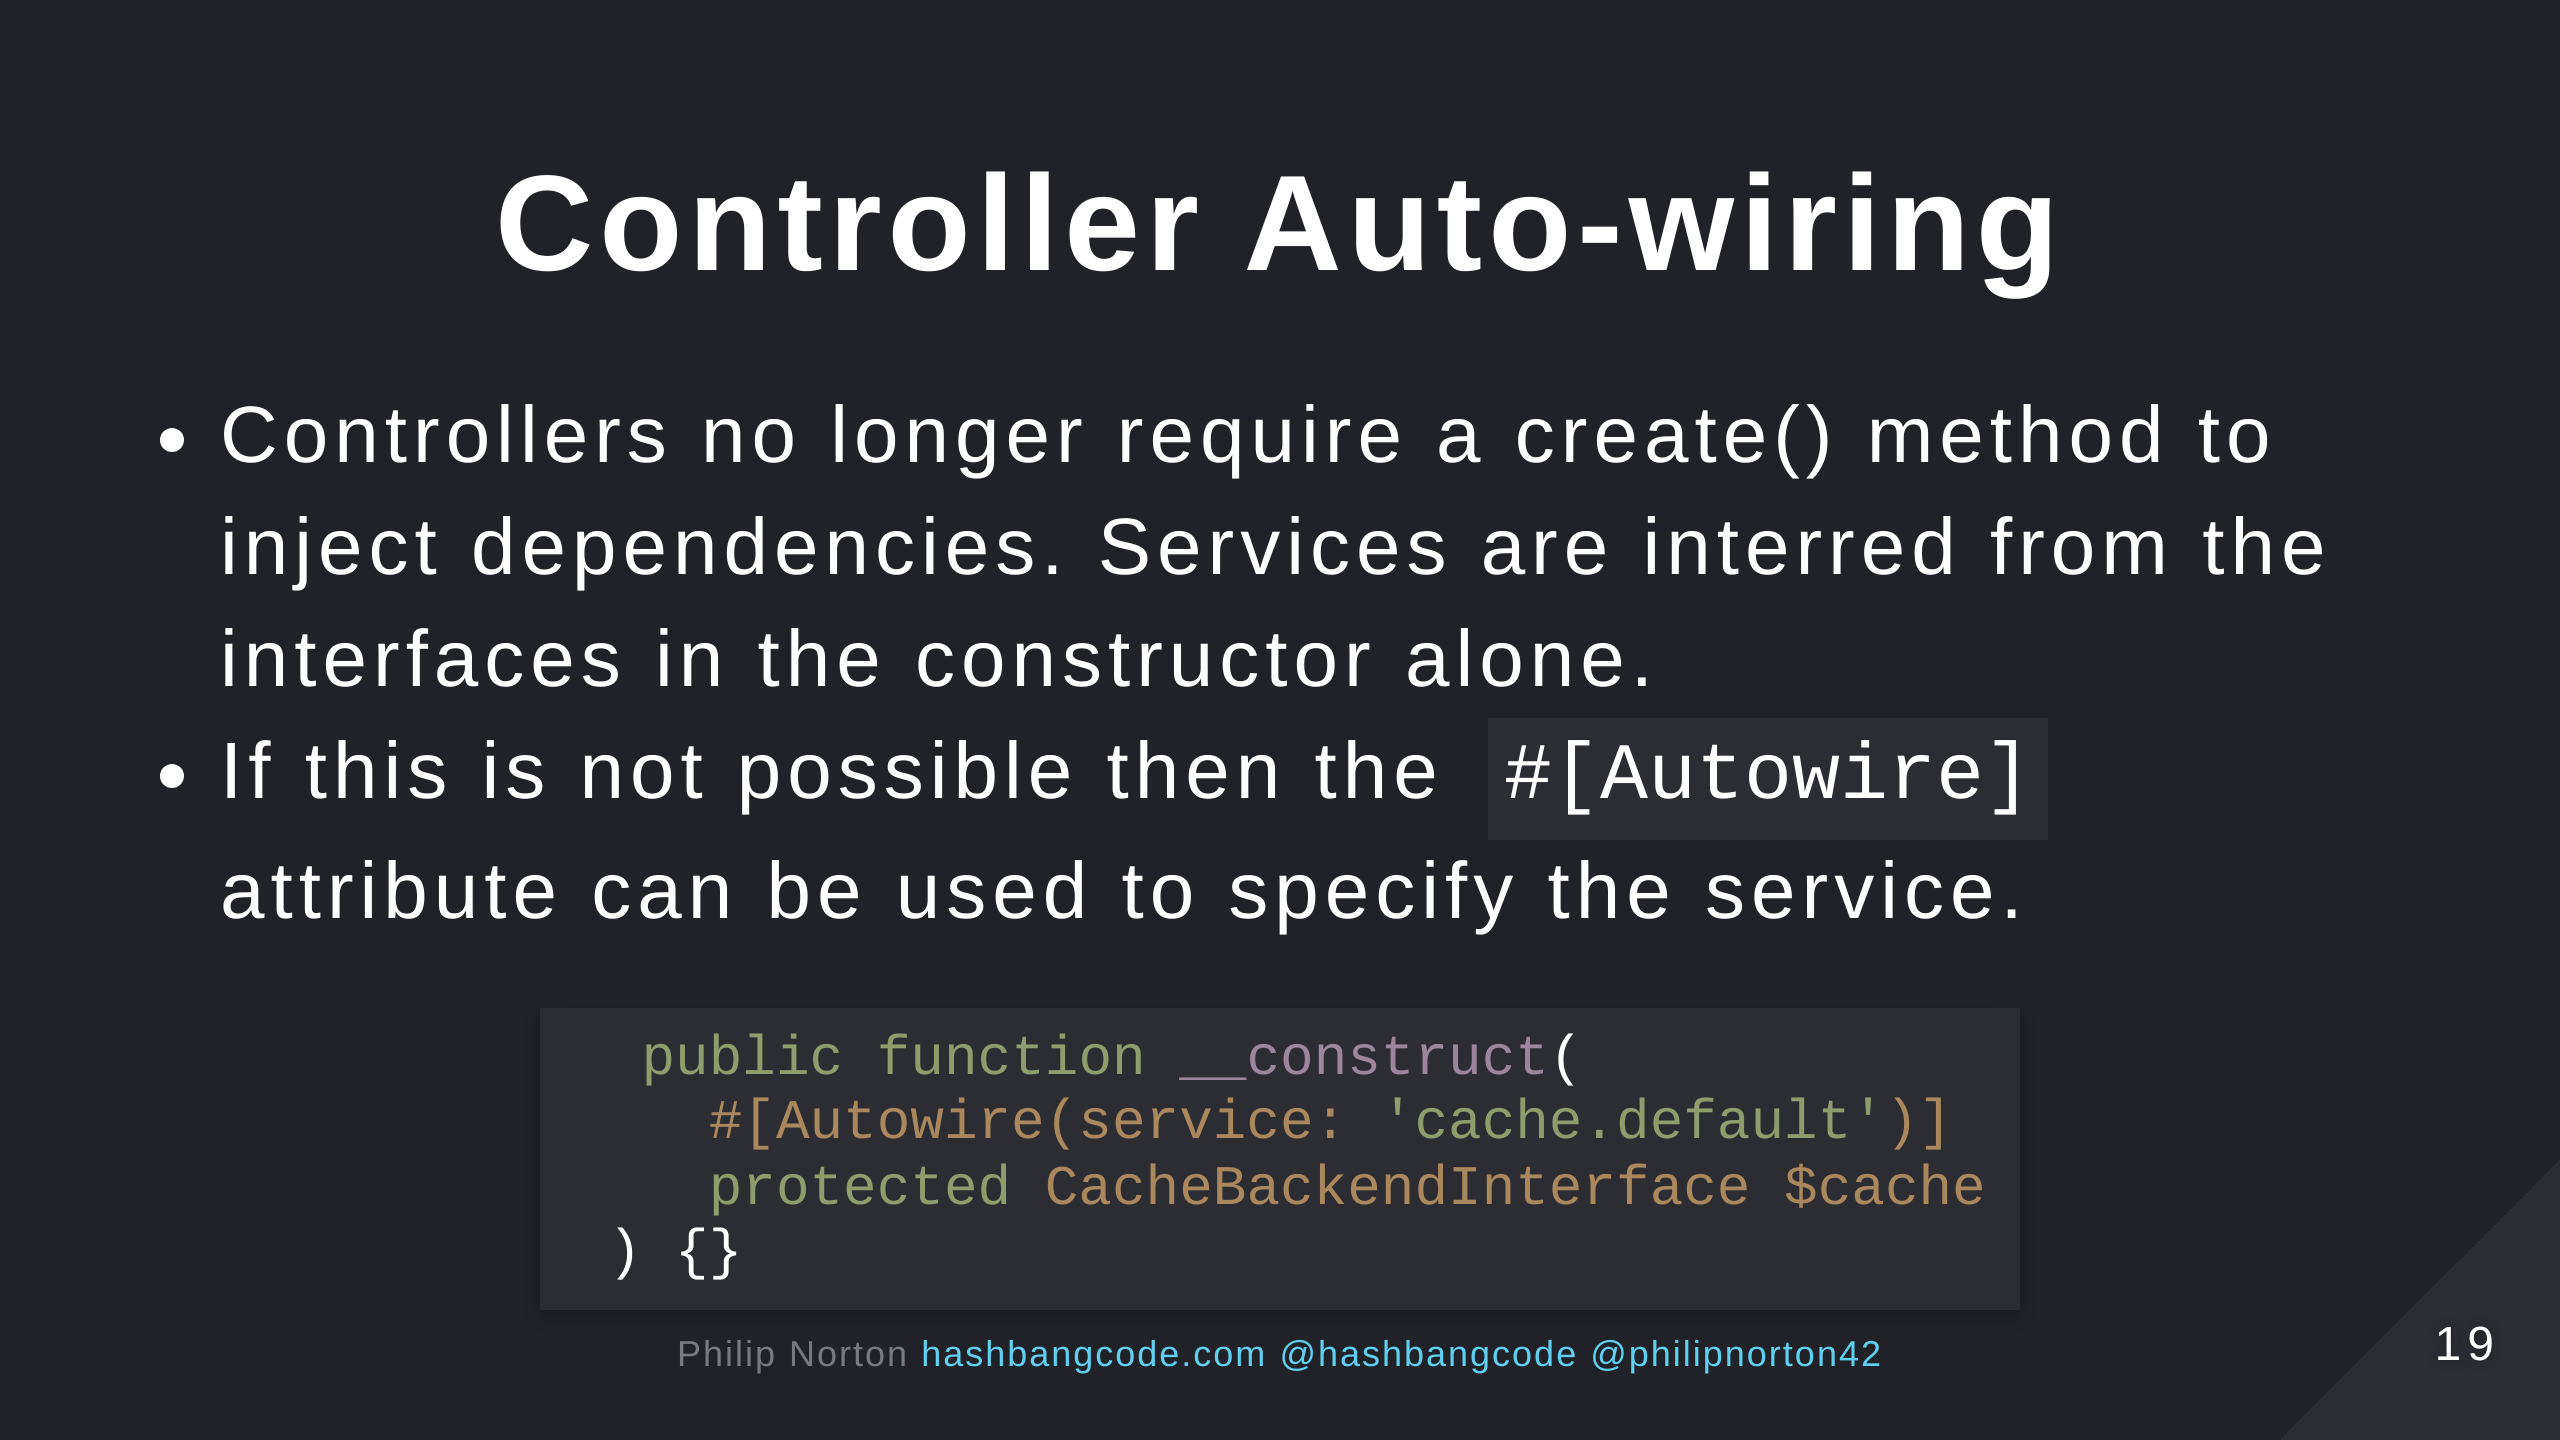 Controller Auto-wiring
• Controllers no longer require a create() method to
inject dependencies. Services are interred from the
interfaces in the constructor alone.
• If this is not possible then the #[Autowire]
attribute can be used to specify the service.
public function __construct(
#[Autowire(service: 'cache.default')]
protected CacheBackendInterface $cache
) {}
Philip Norton hashbangcode.com @hashbangcode @philipnorton42
19